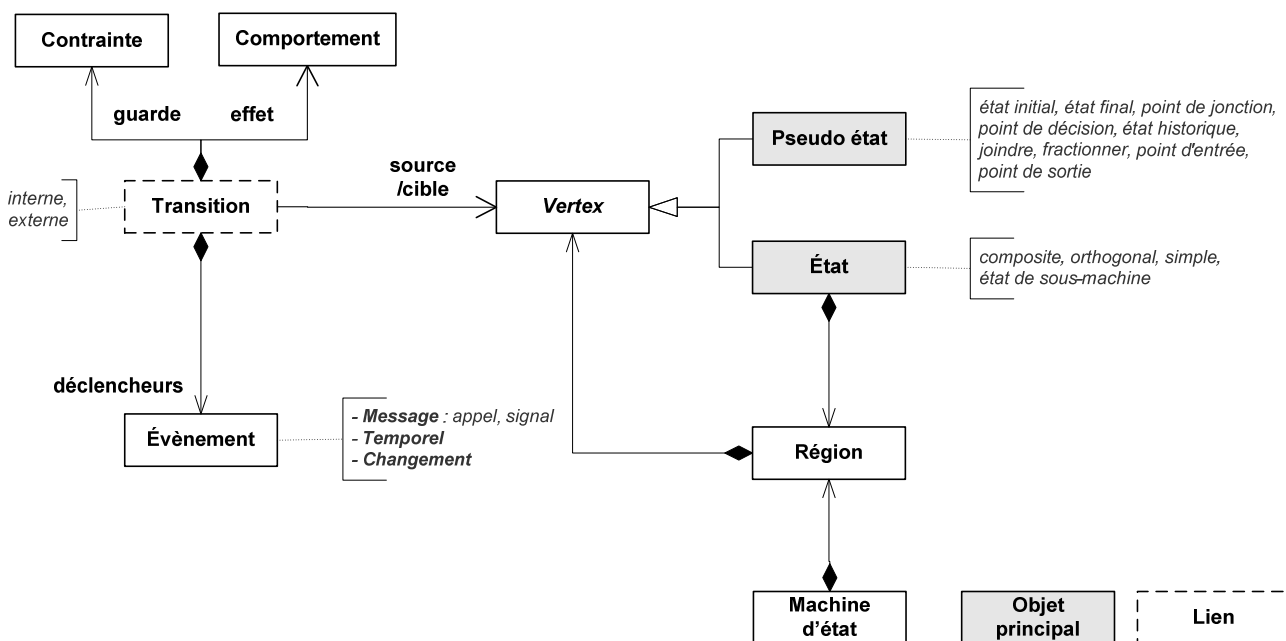 Contrainte
Comportement
guarde
effet
état initial, état final, point de jonction,
point de décision, état historique,
joindre, fractionner, point d'entrée,
point de sortie
Pseudo état
source
/cible
interne,
externe
Transition
Vertex
État
composite, orthogonal, simple,
état de sous-machine
déclencheurs
- Message : appel, signal
- Temporel
- Changement
Évènement
Région
Machine
d'état
Objet
principal
Lien